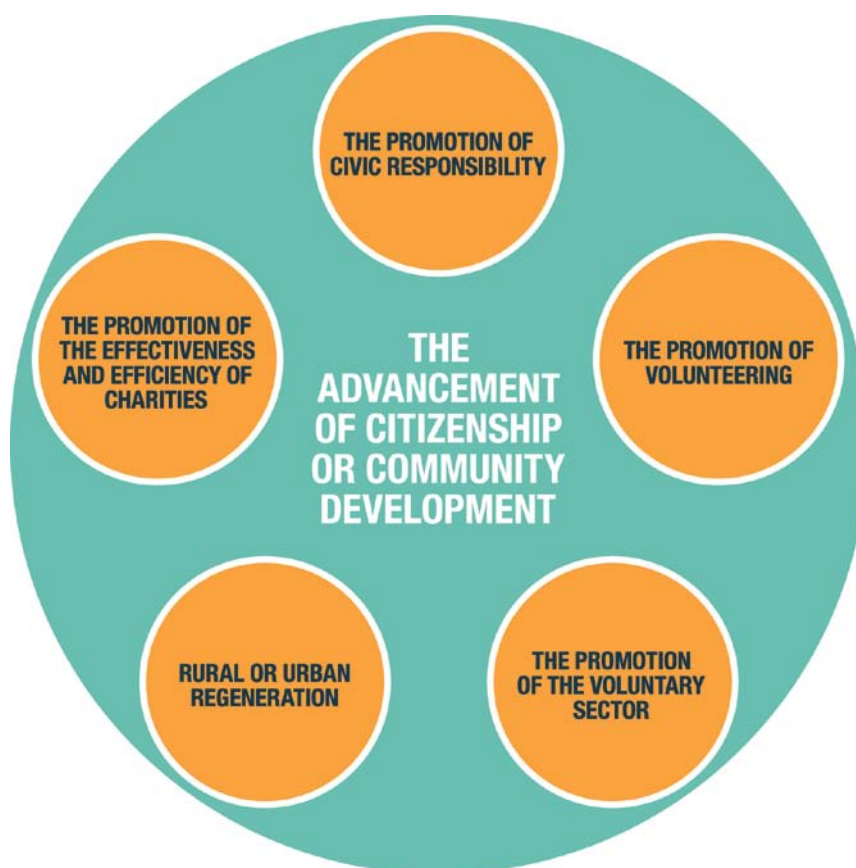 THE PROMOTION OF
CIVIC RESPONSIBILITY
THE PROMOTION OF
THE EFFECTIVENESS
AND EFFICIENCY OF
CHARITIES
THE
ADVANCEMENT
OF CITIZENSHIP
OR COMMUNITY
DEVELOPMENT
THE PROMOTION OF
VOLUNTEERING
RURAL OR URBAN
REGENERATION
THE PROMOTION
OF THE VOLUNTARY
SECTOR